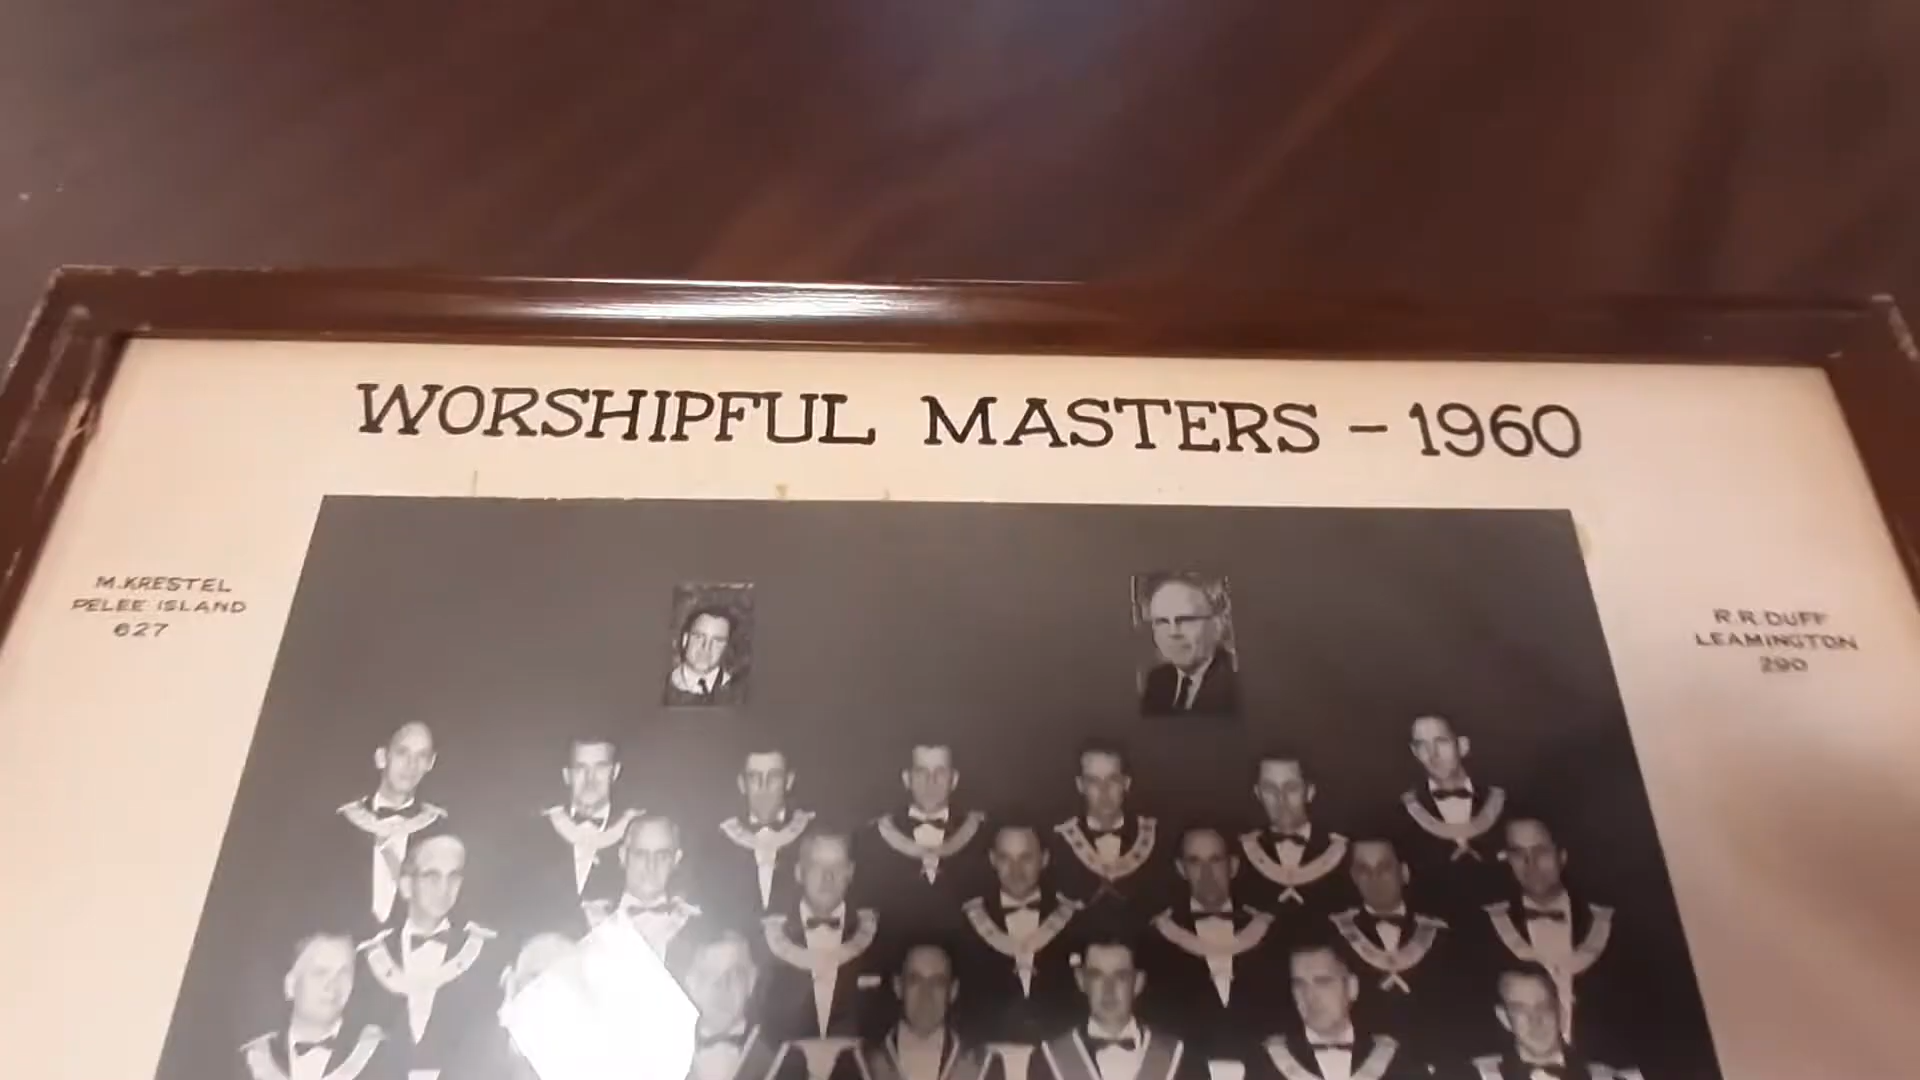 WORSHIPFUL MASTERS - 1960
M. KRESTEL
PELEE ISLAND
627
R. R. DUFF
LEAMINGTON
290